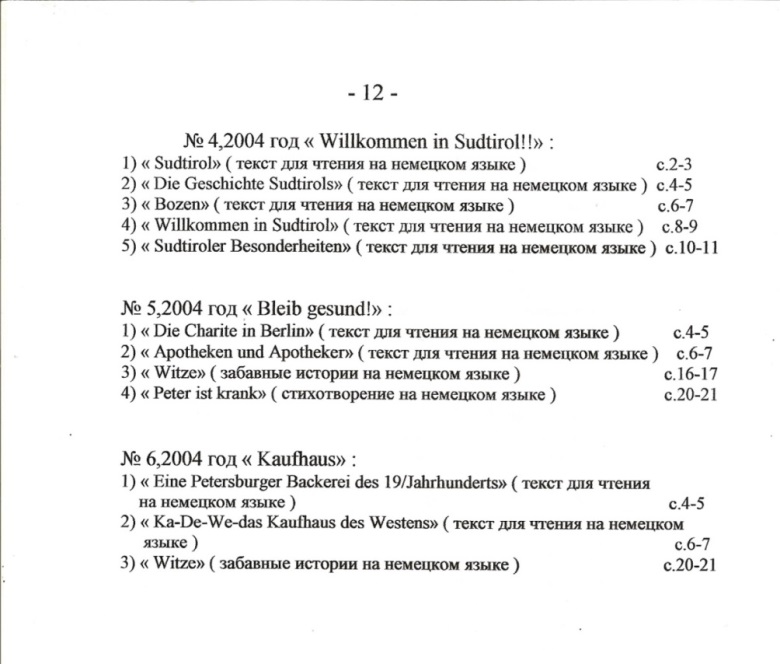 - 12 -
№ 4,2004 год « Willkommen in Sudtirol!!» :
1) « Sudtirol» ( текст для чтения на немецком языке ) с.2-3
2) « Die Geschichte Sudtirols» ( текст для чтения на немецком языке ) с.4-5
3) « Bozen» ( текст для чтения на немецком языке ) с.6-7
4) « Willkommen in Sudtirol» ( текст для чтения на немецком языке ) с.8-9
5) « Sudtiroler Besonderheiten» ( текст для чтения на немецком языке ) с.10-11
№ 5,2004 год « Bleib gesund!» :
1) « Die Charite in Berlin» ( текст для чтения на немецком языке ) с.4-5
2) « Apotheken und Apotheker» ( текст для чтения на немецком языке ) с.6-7
3) « Witze» ( забавные истории на немецком языке ) с.16-17
4) « Peter ist krank» ( стихотворение на немецком языке ) с.20-21
№ 6,2004 год « Kaufhaus» :
1) « Eine Petersburger Backerei des 19/Jahrhunderts» ( текст для чтения
на немецком языке ) с.4-5
2) « Ka-De-We-das Kaufhaus des Westens» ( текст для чтения на немецком
языке ) с.6-7
3) « Witze» ( забавные истории на немецком языке ) с.20-21